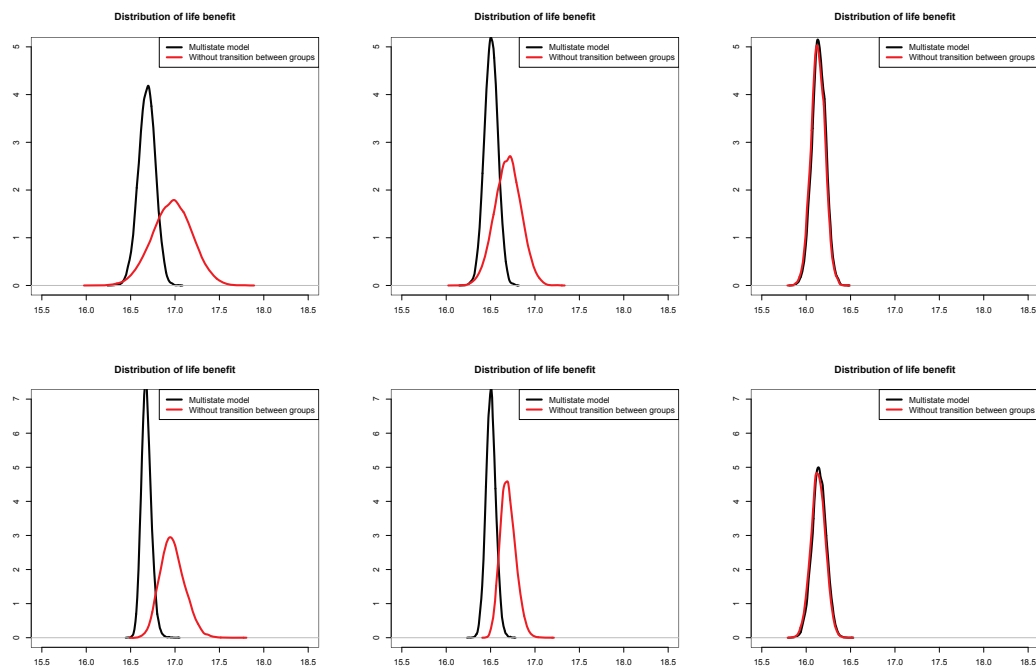 Distribution of life benefit
Multistate model
Without transition between groups
0 1 2 3 4 5
15.5 16.0 16.5 17.0 17.5 18.0 18.5
Distribution of life benefit
Multistate model
Without transition between groups
0 1 2 3 4 5
15.5 16.0 16.5 17.0 17.5 18.0 18.5
Distribution of life benefit
Multistate model
Without transition between groups
0 1 2 3 4 5
15.5 16.0 16.5 17.0 17.5 18.0 18.5
Distribution of life benefit
Multistate model
Without transition between groups
0 1 2 3 4 5 6 7
15.5 16.0 16.5 17.0 17.5 18.0 18.5
Distribution of life benefit
Multistate model
Without transition between groups
0 1 2 3 4 5 6 7
15.5 16.0 16.5 17.0 17.5 18.0 18.5
Distribution of life benefit
Multistate model
Without transition between groups
0 1 2 3 4 5 6 7
15.5 16.0 16.5 17.0 17.5 18.0 18.5